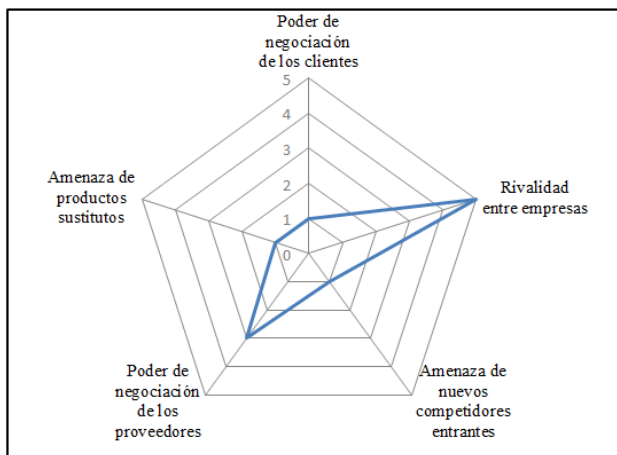 Poder de
negociación
de los clientes
5
4
3
2
1
0
Rivalidad
entre empresas
Amenaza de
nuevos
competidores
entrantes
Poder de
negociación
de los
proveedores
Amenaza de
productos
sustitutos